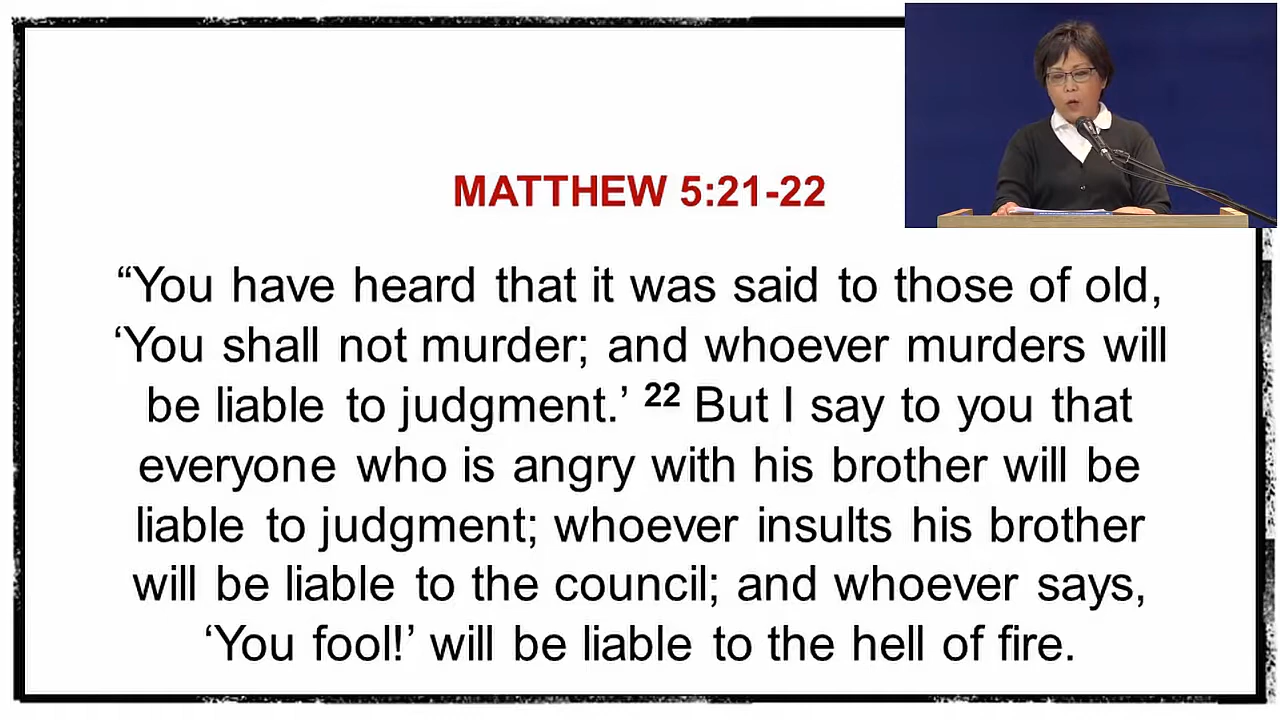 MATTHEW 5:21-22
“You have heard that it was said to those of old,
‘You shall not murder; and whoever murders will
be liable to judgment.’ 22 But I say to you that
everyone who is angry with his brother will be
liable to judgment; whoever insults his brother
will be liable to the council; and whoever says,
‘You fool!’ will be liable to the hell of fire.